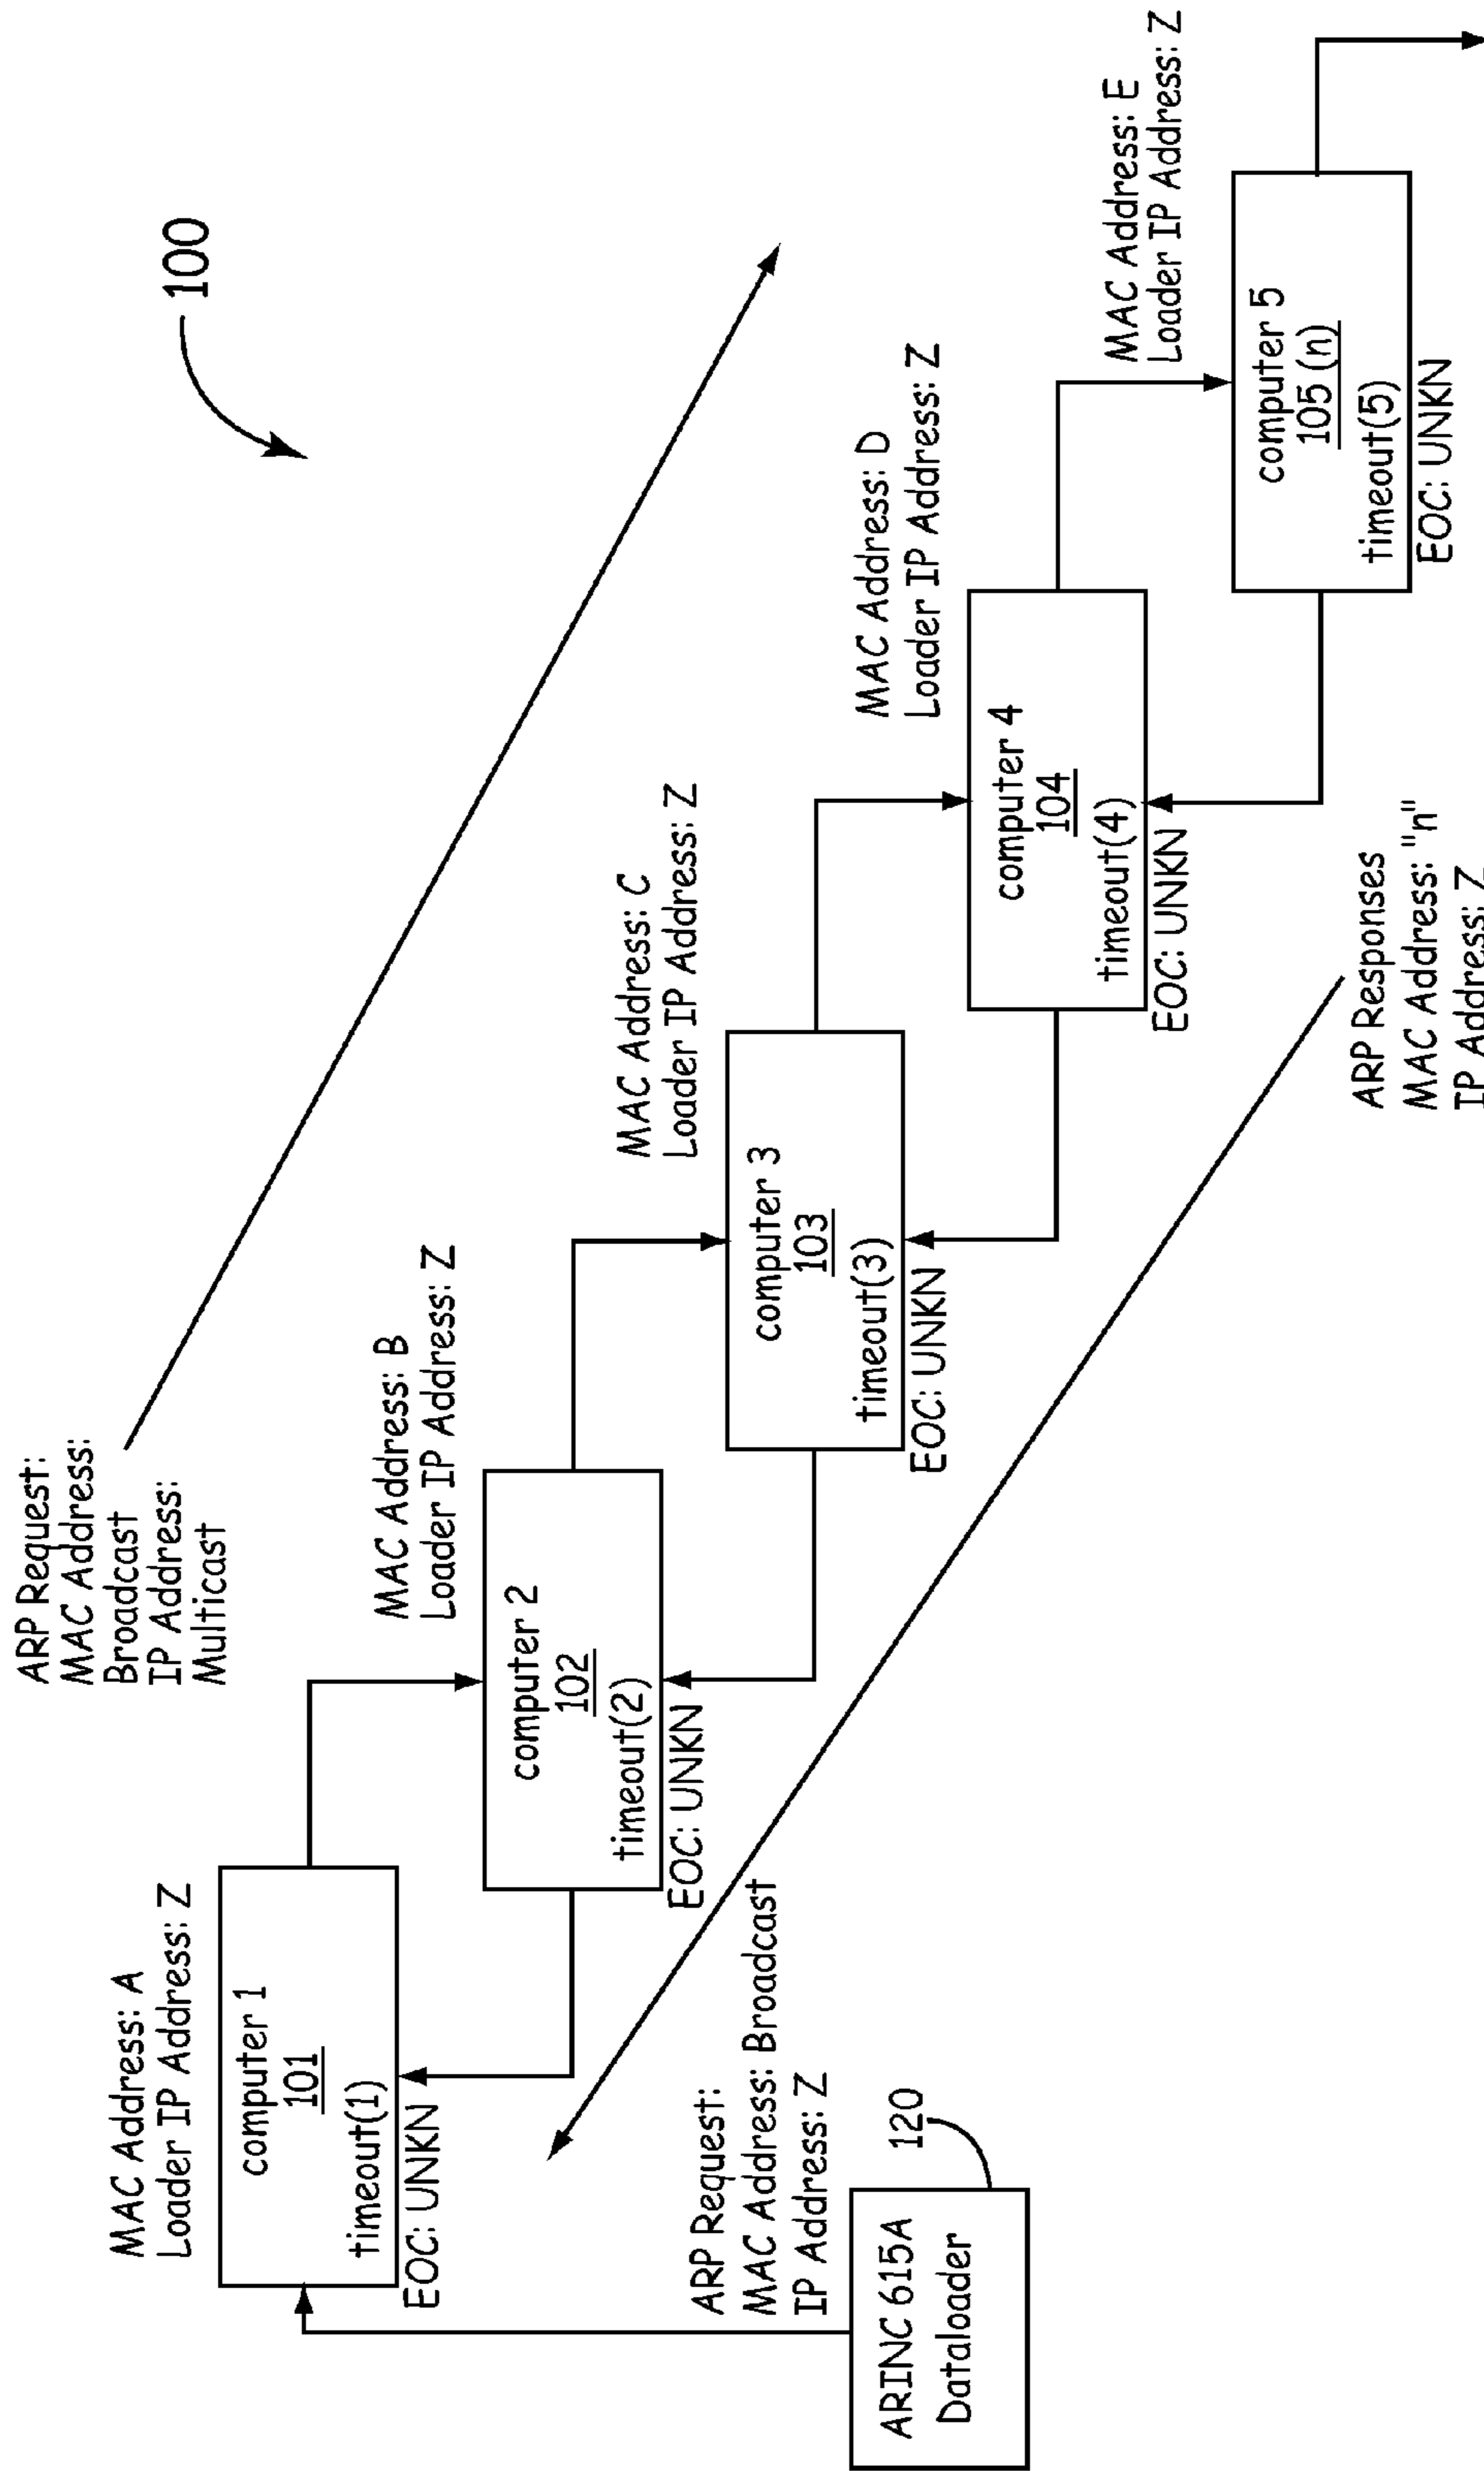 100
ARP Request:
MAC Address:
Broadcast
IP Address:
Multicast
MAC Address: A
Loader IP Address: Z
computer 1
101
timeout(1)
EOC: UNKN
MAC Address: B
Loader IP Address: Z
computer 2
102
timeout(2)
EOC: UNKN
MAC Address: C
Loader IP Address: Z
computer 3
103
timeout(3)
EOC: UNKN
MAC Address: D
Loader IP Address: Z
computer 4
104
timeout(4)
EOC: UNKN
MAC Address: E
Loader IP Address: Z
computer 5
105 (n)
timeout(5)
EOC: UNKN
ARP Request:
MAC Address: Broadcast
IP Address: Z
120
ARINC 615A
Dataloader
ARP Responses
MAC Address: "n"
IP Address: Z